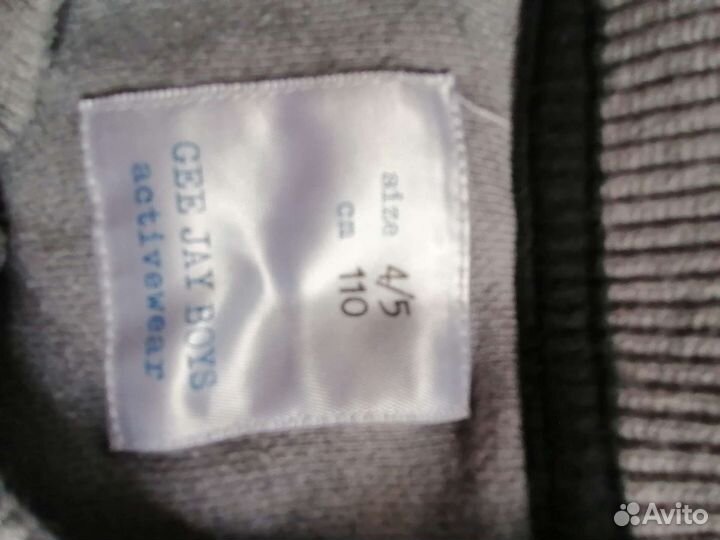 GEE JAY BOYS
activewear
size 4/5
cm 110
Avito